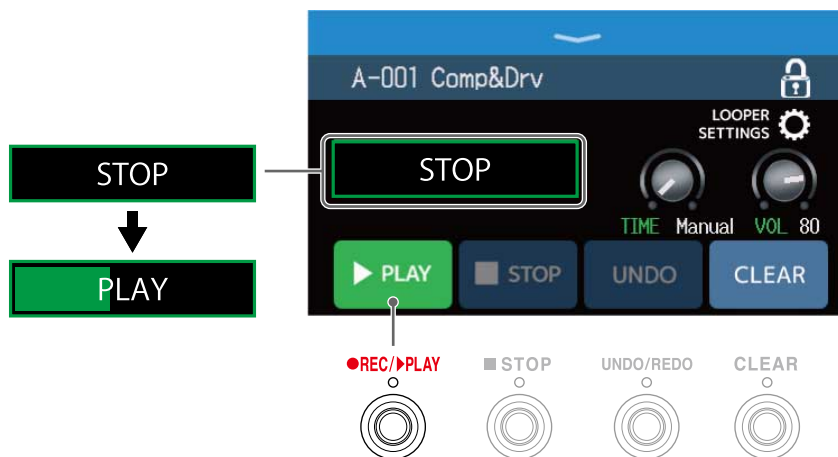 A-001 Comp&Drv
LOOPER
SETTINGS
STOP
STOP
TIME Manual VOL 80
PLAY
▶ PLAY ■ STOP UNDO CLEAR
●REC/▶PLAY ■STOP UNDO/REDO CLEAR